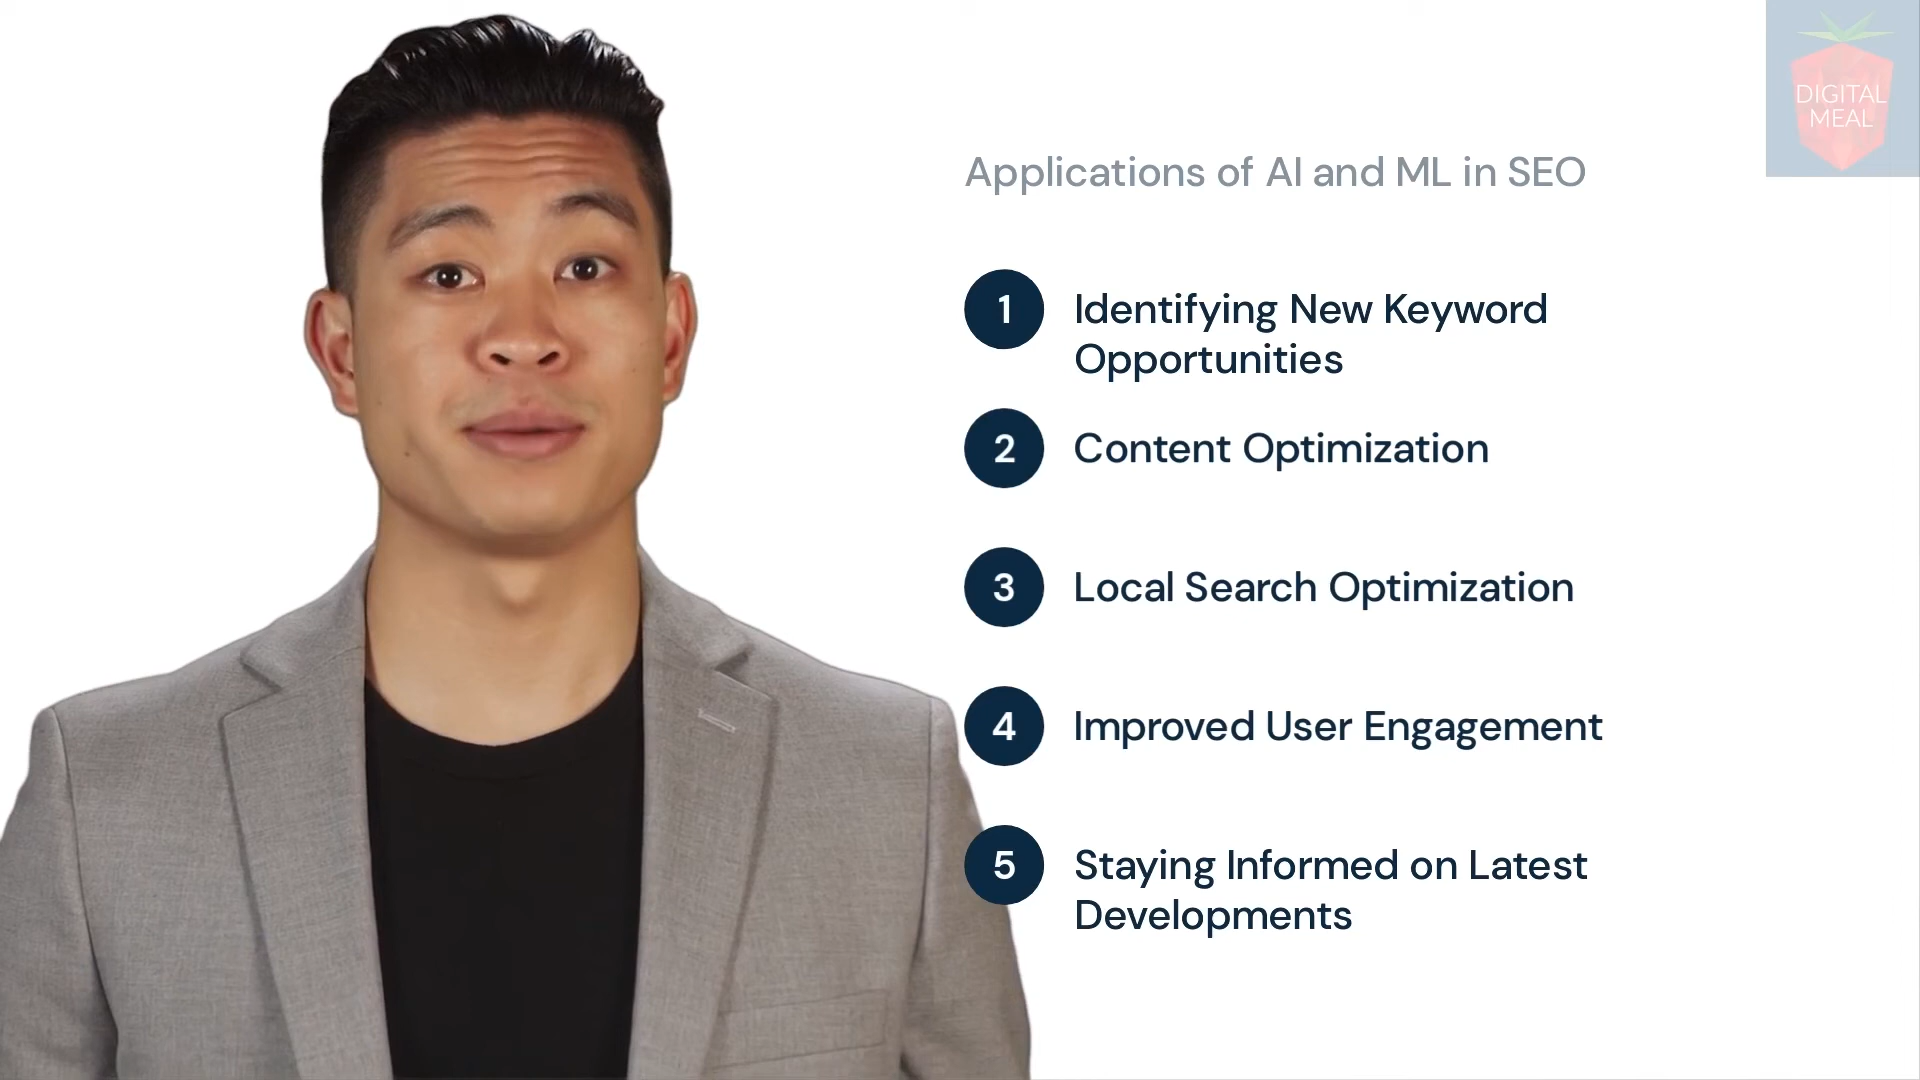 DIGITAL
MEAL
Applications of AI and ML in SEO
1 Identifying New Keyword
Opportunities
2 Content Optimization
3 Local Search Optimization
4 Improved User Engagement
5 Staying Informed on Latest
Developments